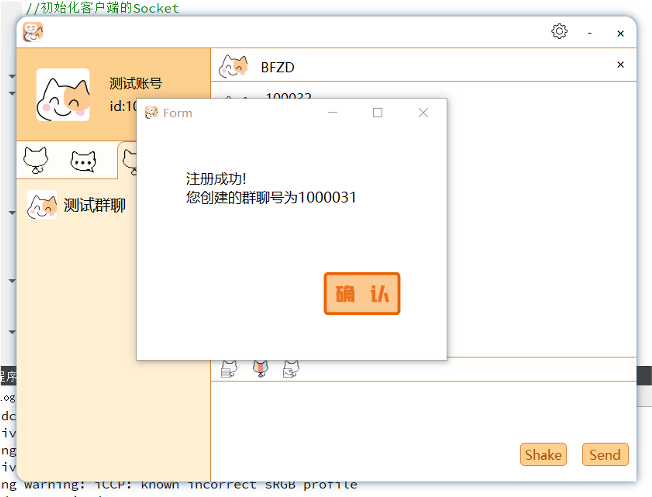 //初始化客户端的Socket
BFZD
测试账号
id:10
100032
Form
测试群聊
注册成功!
您创建的群聊号为1000031
确 认
程序
.og
dc
iv
ng
iv
Shake
Send
ng warning: iCCP: known incorrect sRGB profile